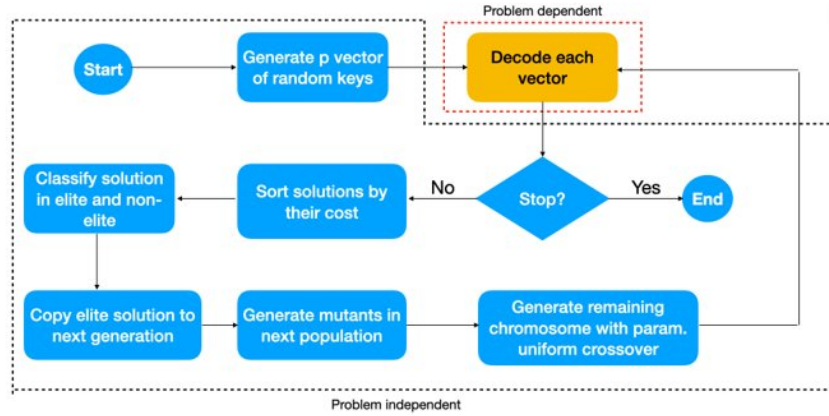 Problem dependent
Start
Generate p vector
of random keys
Decode each
vector
Classify solution
in elite and non-
elite
Sort solutions by
their cost
No
Stop?
Yes
End
Copy elite solution to
next generation
Generate mutants in
next population
Generate remaining
chromosome with param.
uniform crossover
Problem independent